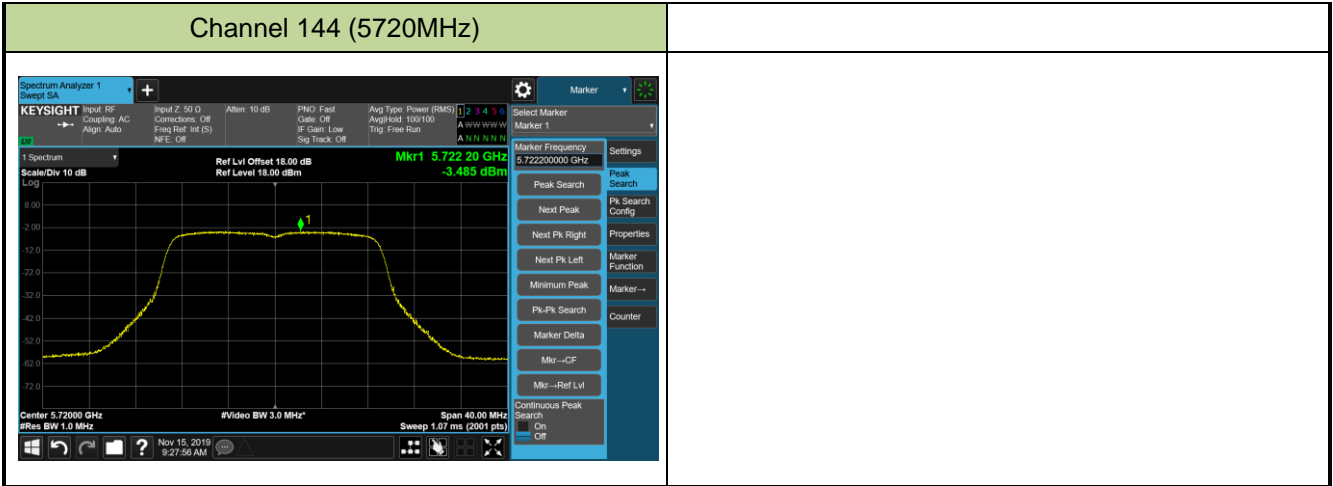 Channel 144 (5720MHz)
Spectrum Analyzer 1
Swept SA
Marker
KEYSIGHT
Input: RF
Coupling: AC
Align: Auto
Input Z: 50 Ω
Corrections: Off
Freq Ref: Int (S)
NFE: Off
Atten: 10 dB
PNO: Fast
Gate: Off
IF Gain: Low
Sig Track: Off
Avg Type: Power (RMS)
Avg|Hold: 100/100
Trig: Free Run
1 2 3 4 5 6
A W W W W W
A N N N N N
Select Marker
Marker 1
LXI
1 Spectrum
Scale/Div 10 dB
Log
Ref Lvl Offset 18.00 dB
Ref Level 18.00 dBm
Mkr1 5.722 20 GHz
-3.485 dBm
8.00
-2.00
-12.0
-22.0
-32.0
-42.0
-52.0
-62.0
-72.0
1
Center 5.72000 GHz
#Res BW 1.0 MHz
#Video BW 3.0 MHz*
Span 40.00 MHz
Sweep 1.07 ms (2001 pts)
Marker Frequency
5.722200000 GHz
Peak Search
Next Peak
Next Pk Right
Next Pk Left
Minimum Peak
Pk-Pk Search
Marker Delta
Mkr→CF
Mkr→Ref Lvl
Continuous Peak
Search
On
Off
Settings
Peak
Search
Pk Search
Config
Properties
Marker
Function
Marker→
Counter
Nov 15, 2019
9:27:56 AM